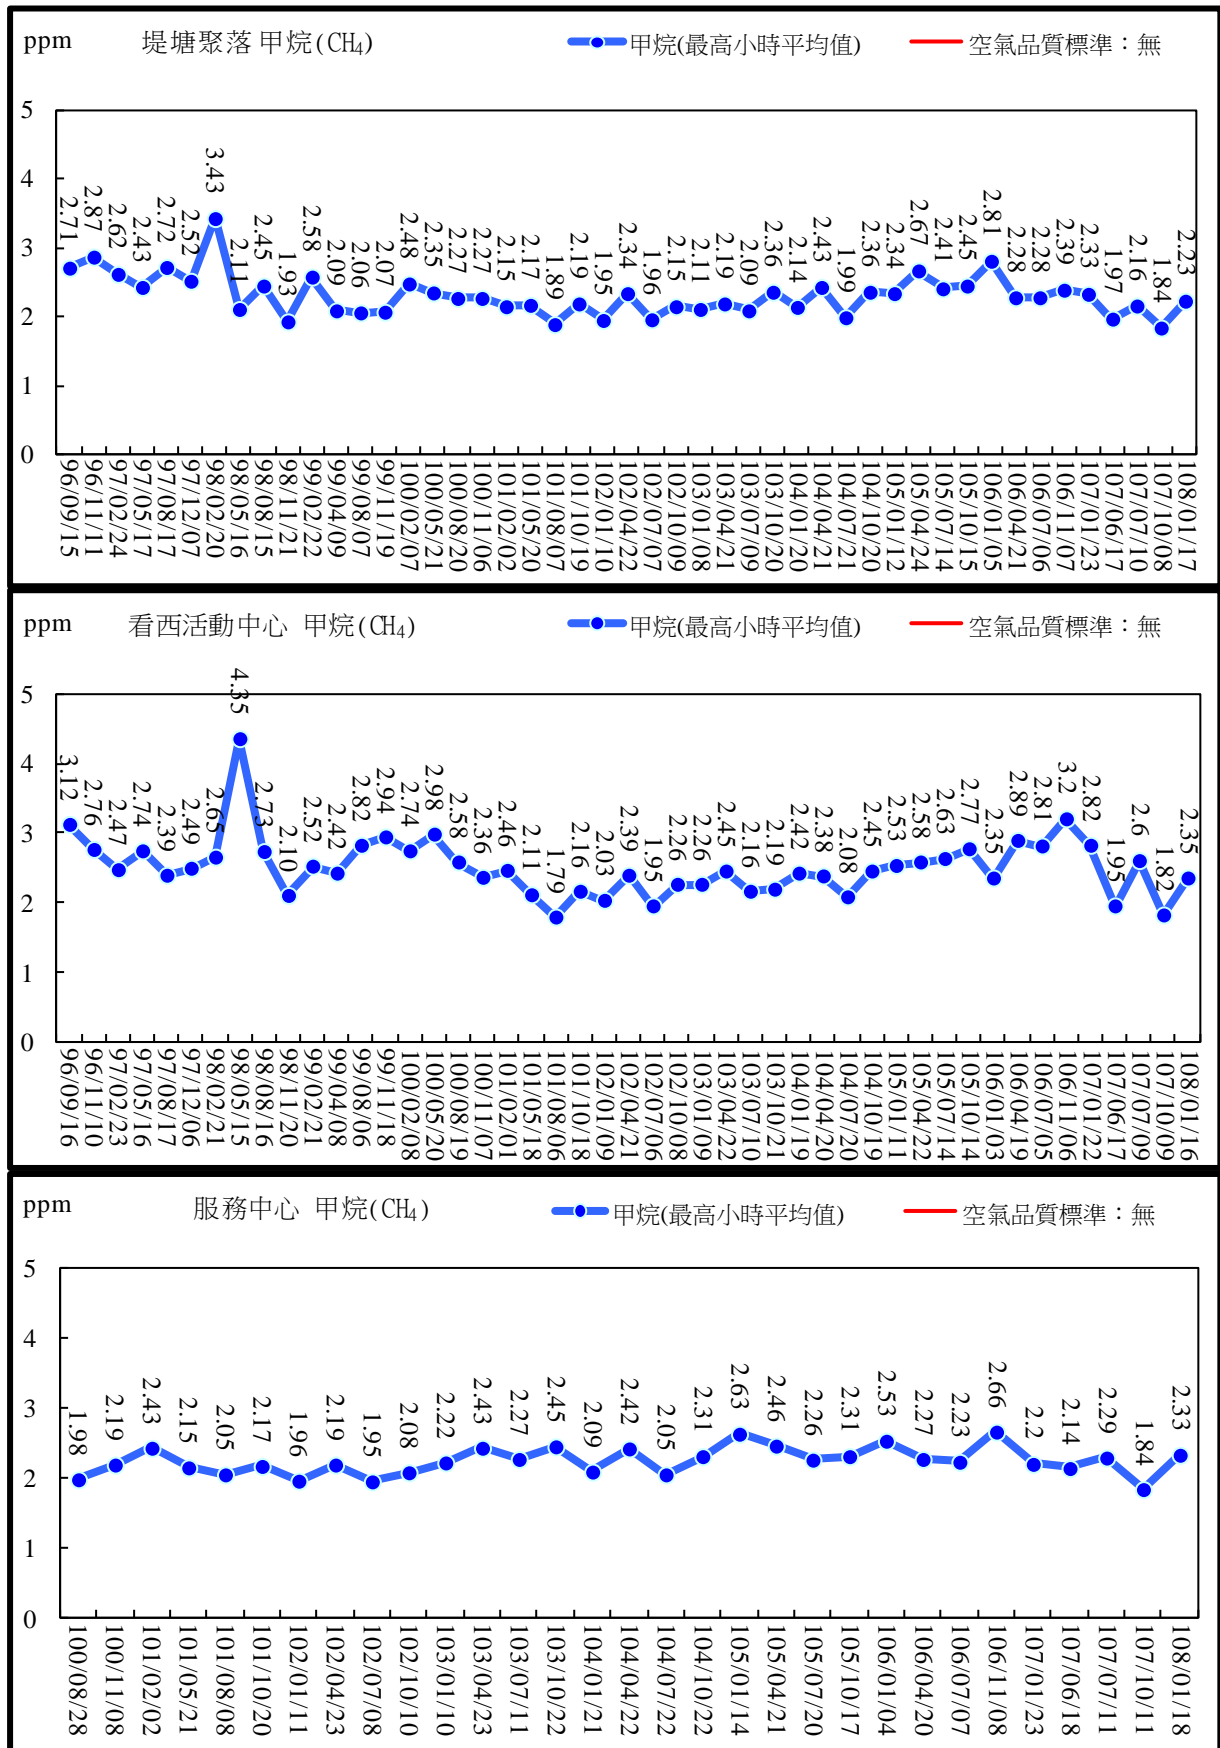 ppm 堤塘聚落 甲烷(CH₄) 甲烷(最高小時平均值) 空氣品質標準：無
5
4
3
2
1
0
2.71 2.87 2.62 2.43 2.72 2.52 3.43 2.11 2.45 1.93 2.58 2.09 2.06 2.07 2.48 2.35 2.27 2.27 2.15 2.17 1.89 2.19 1.95 2.34 1.96 2.15 2.11 2.19 2.09 2.36 2.14 2.43 1.99 2.36 2.34 2.67 2.41 2.45 2.81 2.28 2.28 2.39 2.33 1.97 2.16 1.84 2.23
96/09/15 96/11/11 97/02/24 97/05/17 97/08/17 97/12/07 98/02/20 98/05/16 98/08/15 98/11/21 99/02/22 99/04/09 99/08/07 99/11/19 100/02/07 100/05/21 100/08/20 100/11/06 101/02/02 101/05/20 101/08/07 101/10/19 102/01/10 102/04/22 102/07/07 102/10/09 103/01/08 103/04/21 103/07/09 103/10/20 104/01/20 104/04/21 104/07/21 104/10/20 105/01/12 105/04/24 105/07/14 105/10/15 106/01/05 106/04/21 106/07/06 106/11/07 107/01/23 107/06/17 107/07/10 107/10/08 108/01/17
ppm 看西活動中心 甲烷(CH₄) 甲烷(最高小時平均值) 空氣品質標準：無
5
4
3
2
1
0
3.12 2.76 2.47 2.74 2.39 2.49 2.65 4.35 2.73 2.10 2.52 2.42 2.82 2.94 2.74 2.98 2.58 2.36 2.46 2.11 1.79 2.16 2.03 2.39 1.95 2.26 2.26 2.45 2.16 2.19 2.42 2.38 2.08 2.45 2.53 2.58 2.63 2.77 2.35 2.89 2.81 3.2 2.82 1.95 2.6 1.82 2.35
96/09/16 96/11/10 97/02/23 97/05/16 97/08/17 97/12/06 98/02/21 98/05/15 98/08/16 98/11/20 99/02/21 99/04/08 99/08/06 99/11/18 100/02/08 100/05/20 100/08/19 100/11/07 101/02/01 101/05/18 101/08/06 101/10/18 102/01/09 102/04/21 102/07/06 102/10/08 103/01/09 103/04/22 103/07/10 103/10/21 104/01/19 104/04/20 104/07/20 104/10/19 105/01/11 105/04/22 105/07/14 105/10/14 106/01/03 106/04/19 106/07/05 106/11/06 107/01/22 107/06/17 107/07/09 107/10/09 108/01/16
ppm 服務中心 甲烷(CH₄) 甲烷(最高小時平均值) 空氣品質標準：無
5
4
3
2
1
0
1.98 2.19 2.43 2.15 2.05 2.17 1.96 2.19 1.95 2.08 2.22 2.43 2.27 2.45 2.09 2.42 2.05 2.31 2.63 2.46 2.26 2.31 2.53 2.27 2.23 2.66 2.2 2.14 2.29 1.84 2.33
100/08/28 100/11/08 101/02/02 101/05/21 101/08/08 101/10/20 102/01/11 102/04/23 102/07/08 102/10/10 103/01/10 103/04/23 103/07/11 103/10/22 104/01/21 104/04/22 104/07/22 104/10/22 105/01/14 105/04/21 105/07/20 105/10/17 106/01/04 106/04/20 106/07/07 106/11/08 107/01/23 107/06/18 107/07/11 107/10/11 108/01/18